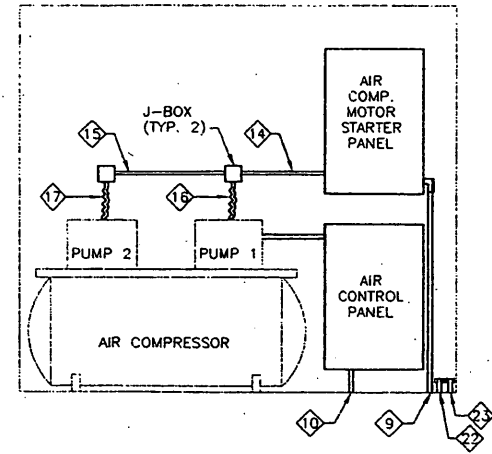 AIR
COMP.
MOTOR
STARTER
PANEL
J-BOX
(TYP. 2)
15
14
17
16
PUMP 2
PUMP 1
AIR
CONTROL
PANEL
AIR COMPRESSOR
10
9
22
23